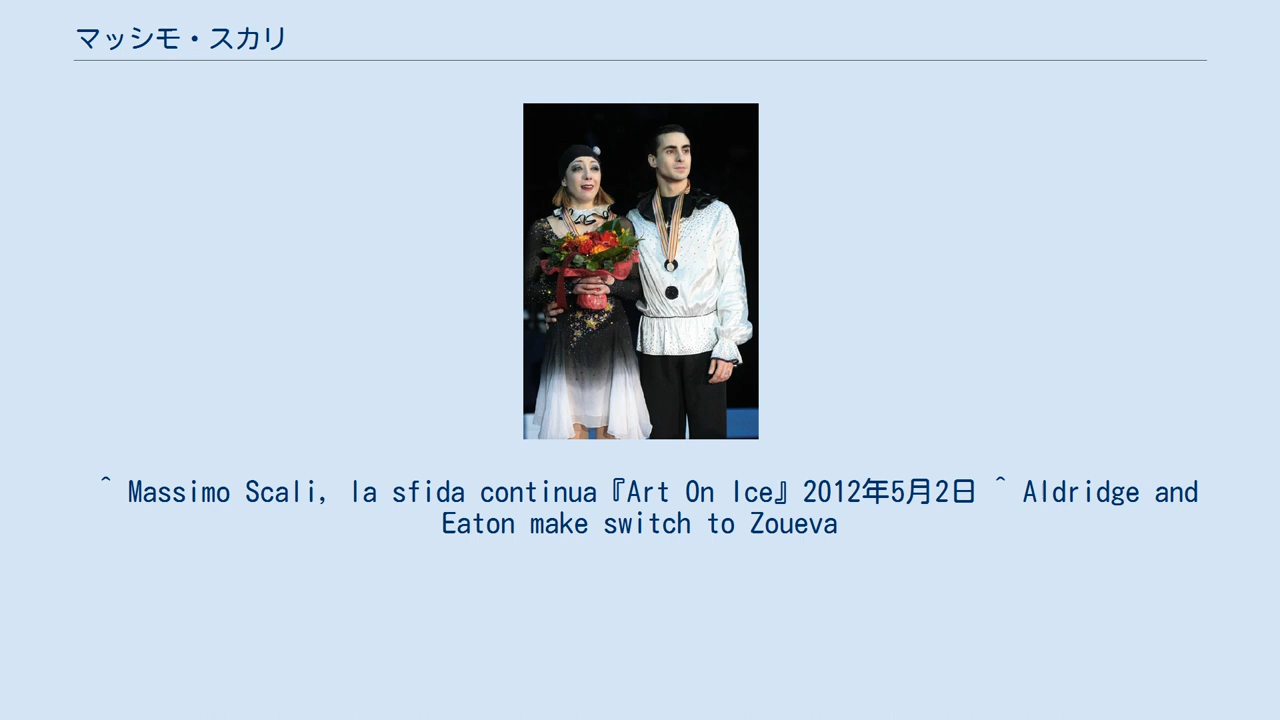 マッシモ・スカリ
^ Massimo Scali, la sfida continua『Art On Ice』2012年5月2日 ^ Aldridge and
Eaton make switch to Zoueva